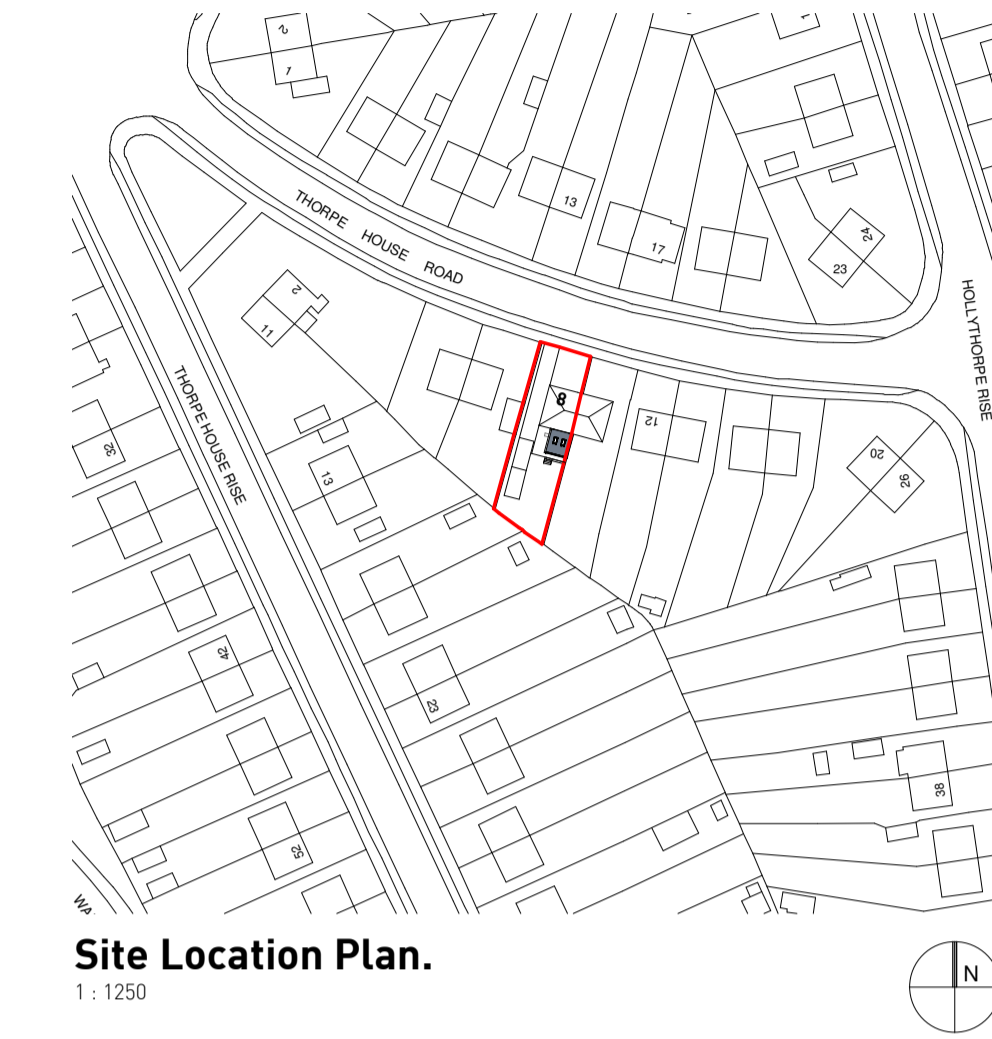 2
1
13
17
24
23
THORPE HOUSE ROAD
HOLLYTHORPE RISE
2
11
8
12
20
26
THORPE HOUSE RISE
32
13
42
23
38
52
WA
Site Location Plan.
1 : 1250
N